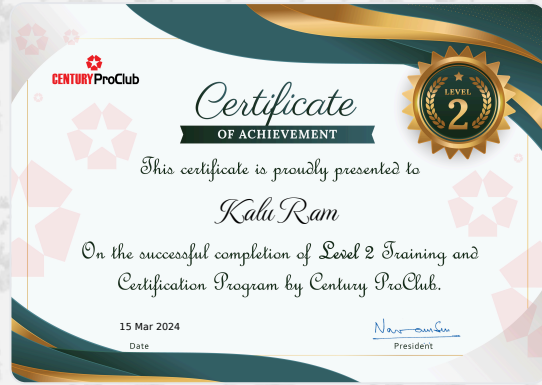 CENTURY ProClub
Certificate
OF ACHIEVEMENT
LEVEL
2
This certificate is proudly presented to
Kalu Ram
On the successful completion of Level 2 Training and
Certification Program by Century ProClub.
15 Mar 2024
Date
President